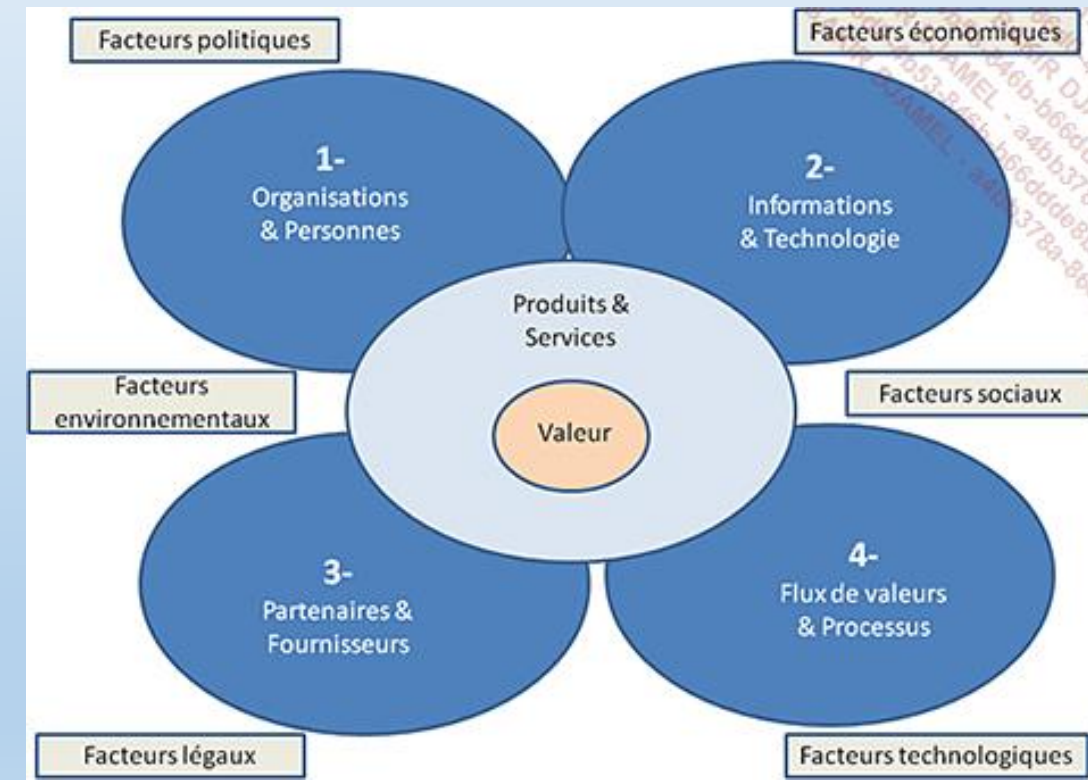 Facteurs politiques
Facteurs économiques
1-
Organisations
& Personnes
2-
Informations
& Technologie
Produits &
Services
Facteurs
environnementaux
Valeur
Facteurs sociaux
3-
Partenaires &
Fournisseurs
4-
Flux de valeurs
& Processus
Facteurs légaux
Facteurs technologiques